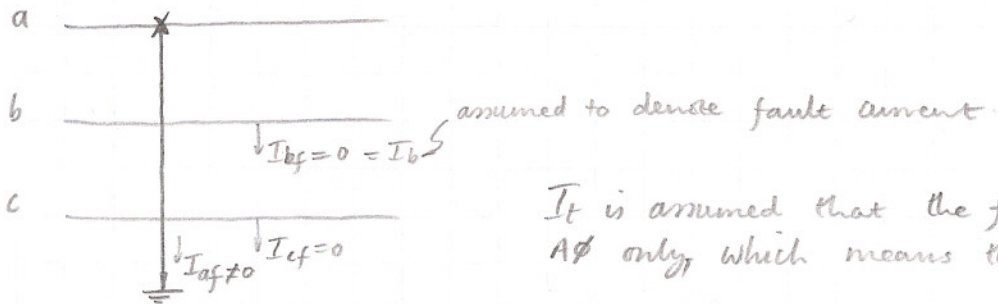 a
b
assumed to denote fault current
I_bf = 0 = I_b
c
It is assumed that the
I_af ≠ 0
I_cf = 0
AØ only, which means